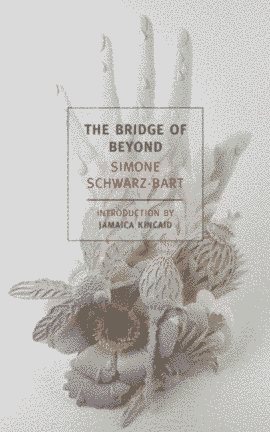 THE BRIDGE OF
BEYOND
SIMONE
SCHWARZ-BART
INTRODUCTION BY
JAMAICA KINCAID